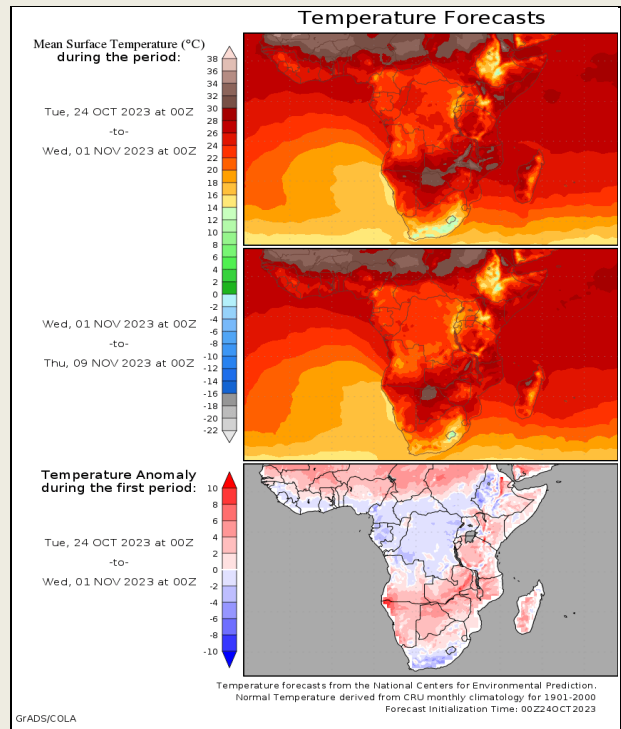 Temperature Forecasts
Mean Surface Temperature (°C)
during the period:
Tue, 24 OCT 2023 at 00Z
-to-
Wed, 01 NOV 2023 at 00Z
38
36
34
32
30
28
26
24
22
20
18
16
14
12
10
8
6
4
2
0
-2
-4
-6
-8
-10
-12
-14
-16
-18
-20
-22
Wed, 01 NOV 2023 at 00Z
-to-
Thu, 09 NOV 2023 at 00Z
Temperature Anomaly
during the first period:
Tue, 24 OCT 2023 at 00Z
-to-
Wed, 01 NOV 2023 at 00Z
10
8
6
4
2
0
-2
-4
-6
-8
-10
Temperature forecasts from the National Centers for Environmental Prediction.
Normal Temperature derived from CRU monthly climatology for 1901-2000
Forecast Initialization Time: 00Z24OCT2023
GrADS/COLA